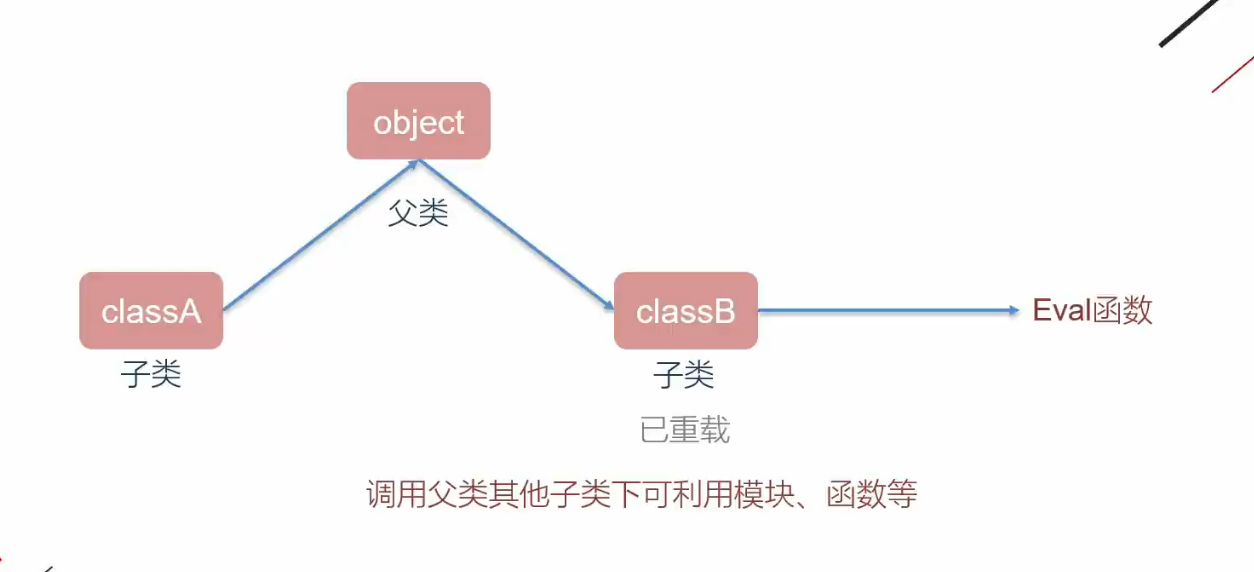 object
父类
classA
classB
Eval函数
子类
子类
已重载
调用父类其他子类下可利用模块、函数等